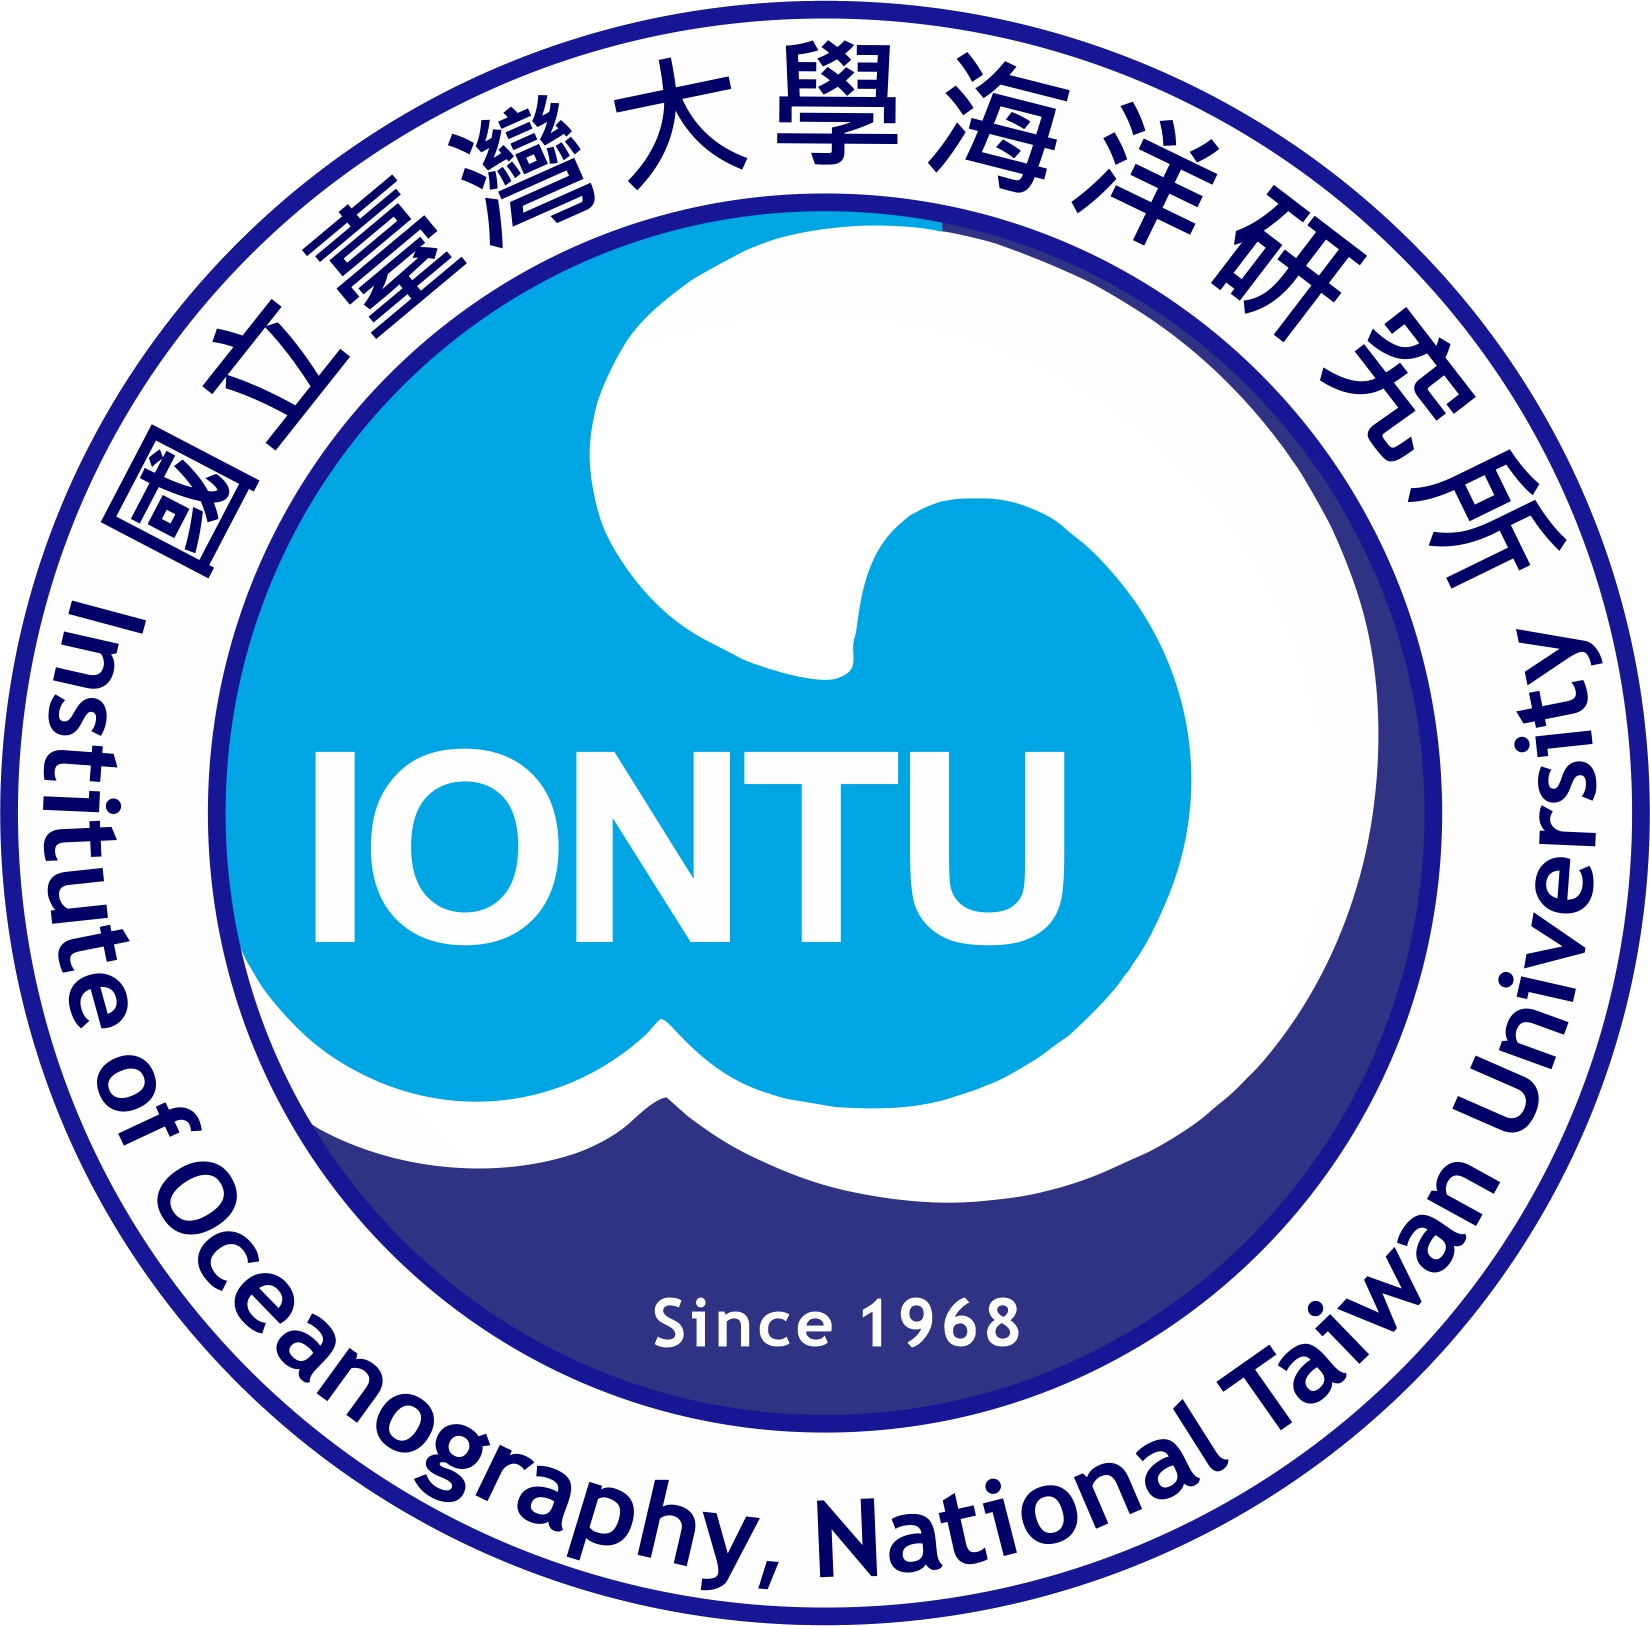 國立臺灣大學海洋研究所
IONTU
Since 1968
Institute of Oceanography, National Taiwan University